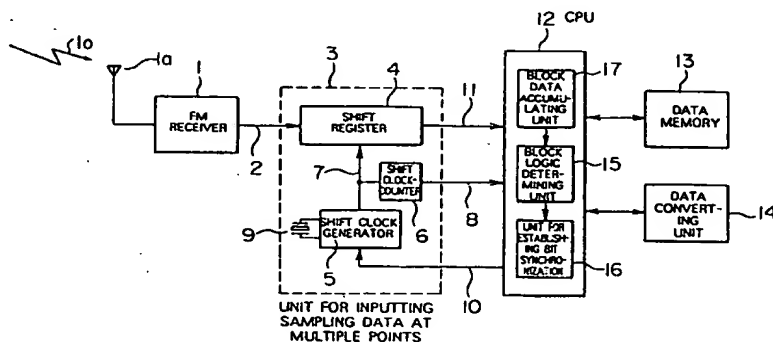 1o
1a
1
FM
RECEIVER
2
3
4
SHIFT
REGISTER
7
SHIFT
CLOCK-
COUNTER
6
9
SHIFT CLOCK
GENERATOR
5
UNIT FOR INPUTTING
SAMPLING DATA AT
MULTIPLE POINTS
11
8
10
12 CPU
17
BLOCK
DATA
ACCUMU-
LATING
UNIT
BLOCK
LOGIC
DETER-
MINING
UNIT
15
UNIT FOR
ESTABLISH-
ING BIT
SYNCHRO-
NIZATION
16
13
DATA
MEMORY
DATA
CONVERT-
ING
UNIT
14